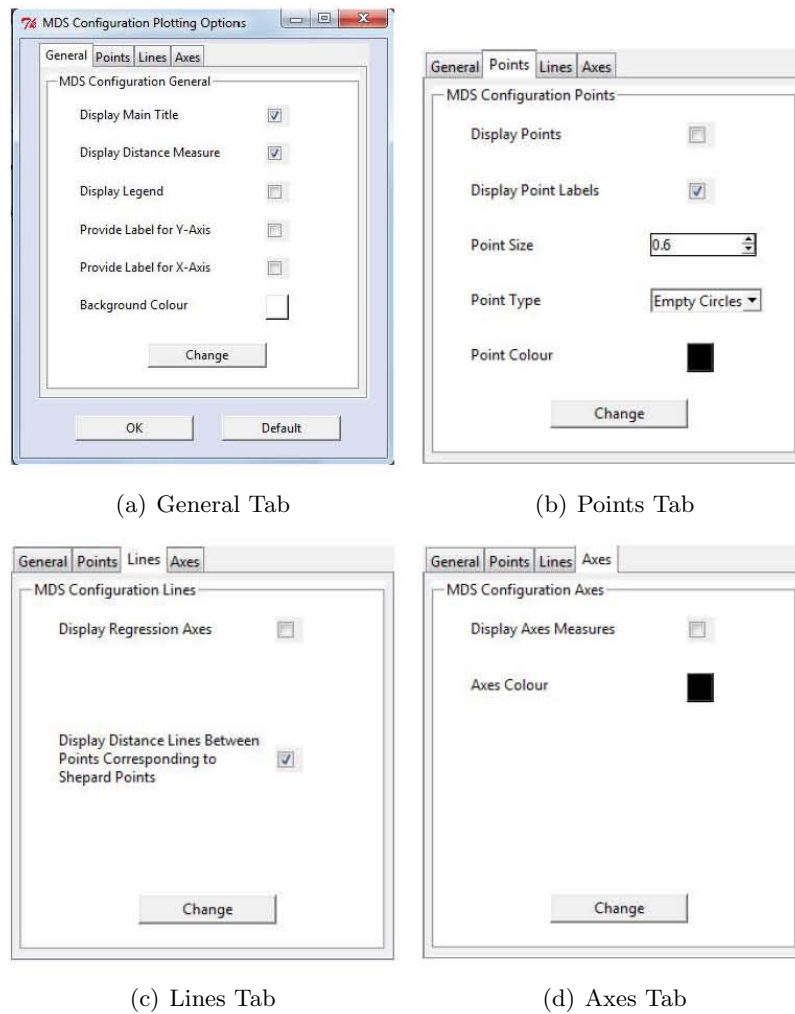 MDS Configuration Plotting Options
General Points Lines Axes
MDS Configuration General
Display Main Title
Display Distance Measure
Display Legend
Provide Label for Y-Axis
Provide Label for X-Axis
Background Colour
Change
OK Default
(a) General Tab
General Points Lines Axes
MDS Configuration Points
Display Points
Display Point Labels
Point Size 0.6
Point Type Empty Circles
Point Colour
Change
(b) Points Tab
General Points Lines Axes
MDS Configuration Lines
Display Regression Axes
Display Distance Lines Between
Points Corresponding to
Shepard Points
Change
(c) Lines Tab
General Points Lines Axes
MDS Configuration Axes
Display Axes Measures
Axes Colour
Change
(d) Axes Tab